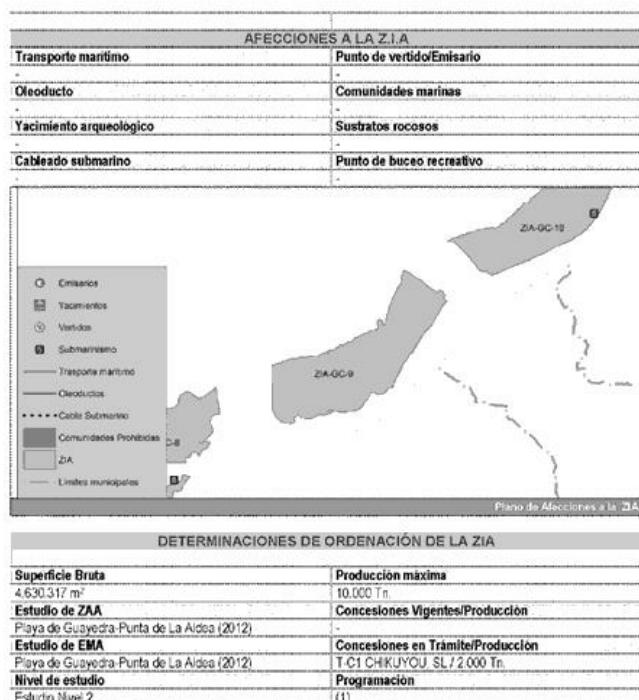 AFECCIONES A LA Z.I.A
Transporte marítimo Punto de vertido/Emisario
- -
Oleoducto Comunidades marinas
- -
Yacimiento arqueológico Sustratos rocosos
- -
Cableado submarino Punto de buceo recreativo
- -
ZIA-GC-10
ZIA-GC-9
C-8
Emisarios
Yacimientos
Vertidos
Submarinismo
Trasporte marítimo
Oleoductos
Cable Submarino
Comunidades Prohibidas
ZIA
Límites municipales
Plano de Afecciones a la ZIA
DETERMINACIONES DE ORDENACIÓN DE LA ZIA
Superficie Bruta Producción máxima
4.630.317 m² 10.000 Tn.
Estudio de ZAA Concesiones Vigentes/Producción
Playa de Guayedra-Punta de La Aldea (2012) -
Estudio de EMA Concesiones en Trámite/Producción
Playa de Guayedra-Punta de La Aldea (2012) T-C1 CHIKUYOU, SL / 2.000 Tn.
Nivel de estudio Programación
Estudio Nivel 2 (1)